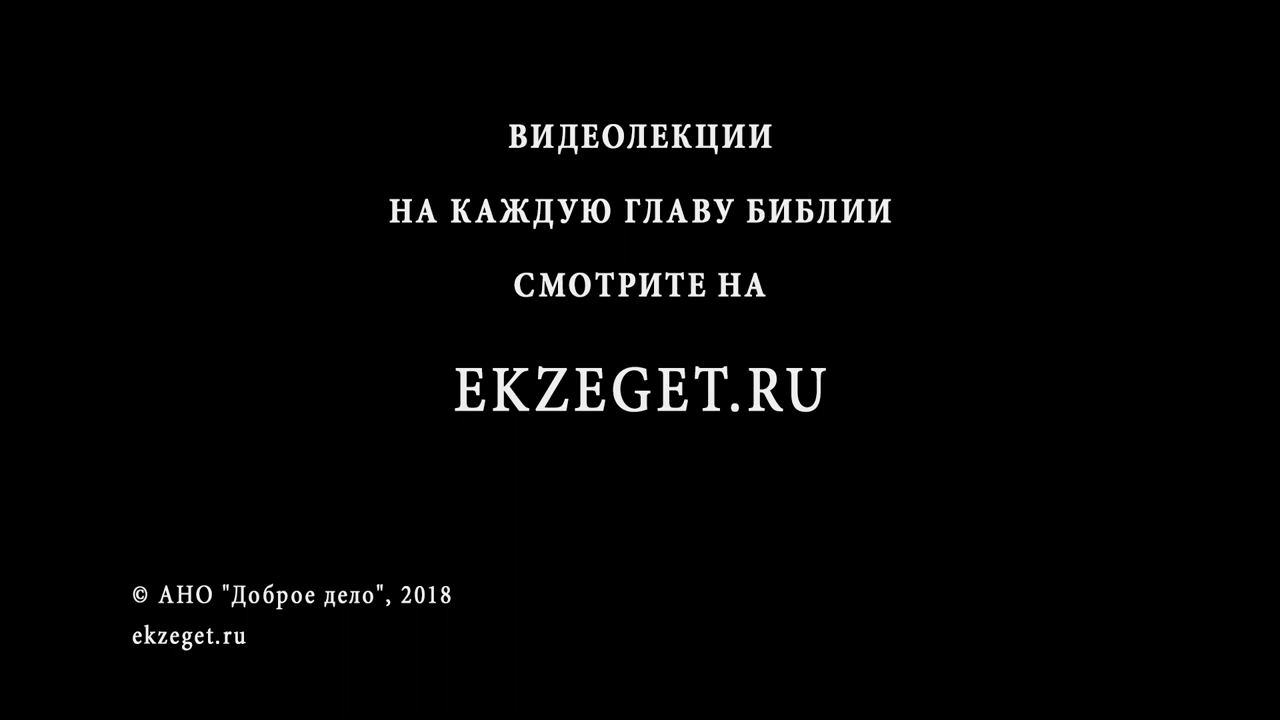 ВИДЕОЛЕКЦИИ
НА КАЖДУЮ ГЛАВУ БИБЛИИ
СМОТРИТЕ НА
EKZEGET.RU
© АНО "Доброе дело", 2018
ekzeget.ru